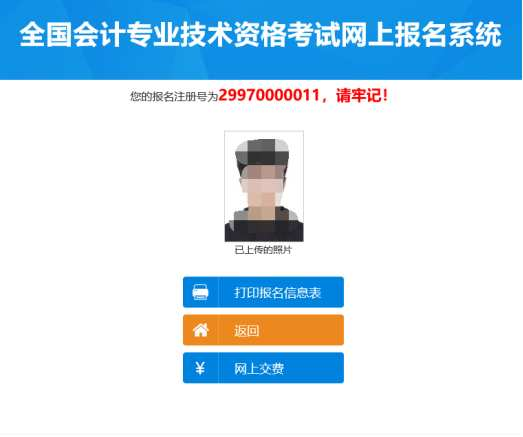 全国会计专业技术资格考试网上报名系统
您的报名注册号为29970000011，请牢记！
已上传的照片
打印报名信息表
返回
¥ 网上交费